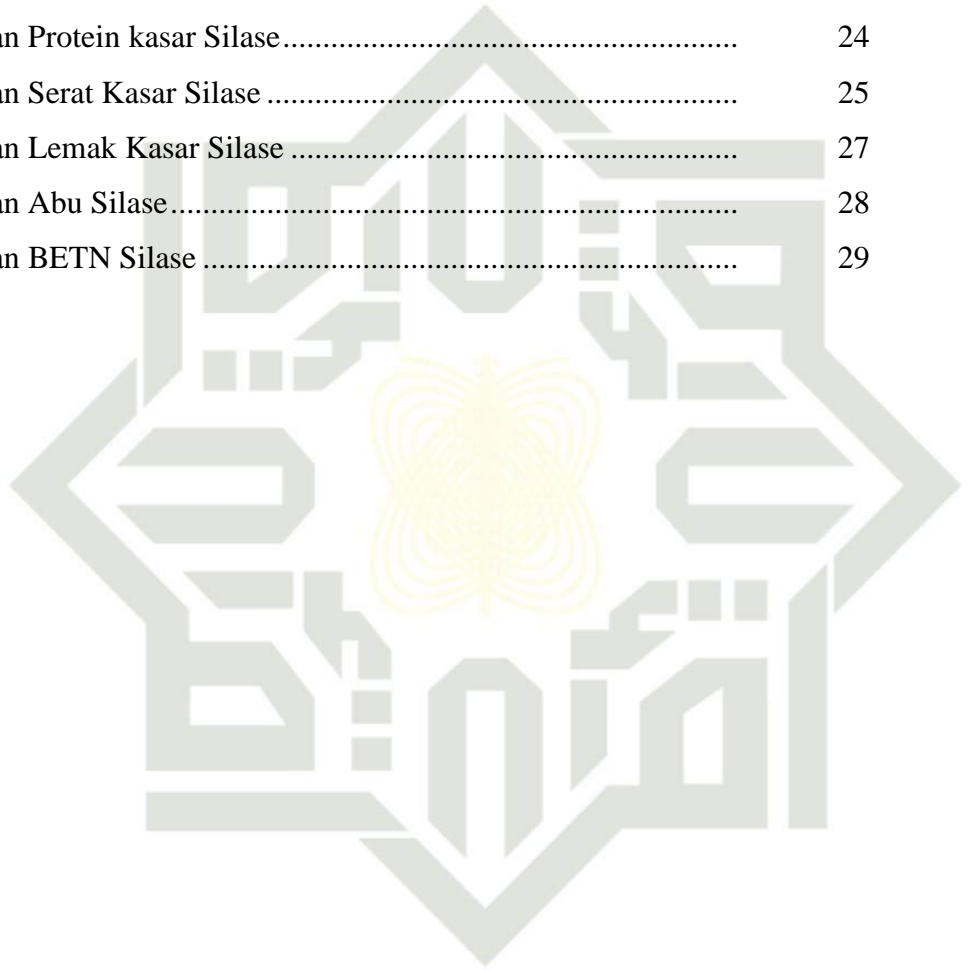 an Protein kasar Silase.......................................................... 24
an Serat Kasar Silase ............................................................ 25
an Lemak Kasar Silase ......................................................... 27
an Abu Silase......................................................................... 28
an BETN Silase .................................................................... 29